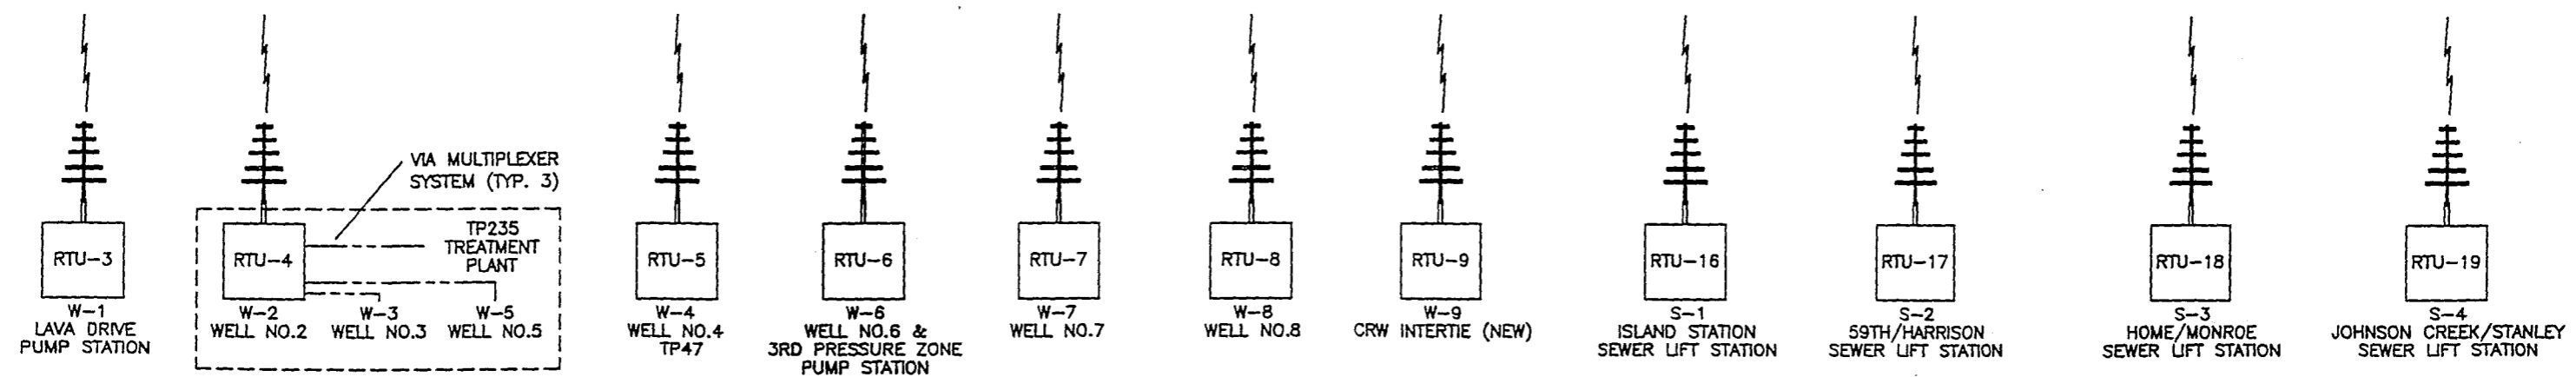 VIA MULTIPLEXER
SYSTEM (TYP. 3)
RTU-3
W-1
LAVA DRIVE
PUMP STATION
RTU-4
TP235
TREATMENT
PLANT
W-2
WELL NO.2
W-3
WELL NO.3
W-5
WELL NO.5
RTU-5
W-4
WELL NO.4
TP47
RTU-6
W-6
WELL NO.6 &
3RD PRESSURE ZONE
PUMP STATION
RTU-7
W-7
WELL NO.7
RTU-8
W-8
WELL NO.8
RTU-9
W-9
CRW INTERTIE (NEW)
RTU-16
S-1
ISLAND STATION
SEWER LIFT STATION
RTU-17
S-2
59TH/HARRISON
SEWER LIFT STATION
RTU-18
S-3
HOME/MONROE
SEWER LIFT STATION
RTU-19
S-4
JOHNSON CREEK/STANLEY
SEWER LIFT STATION